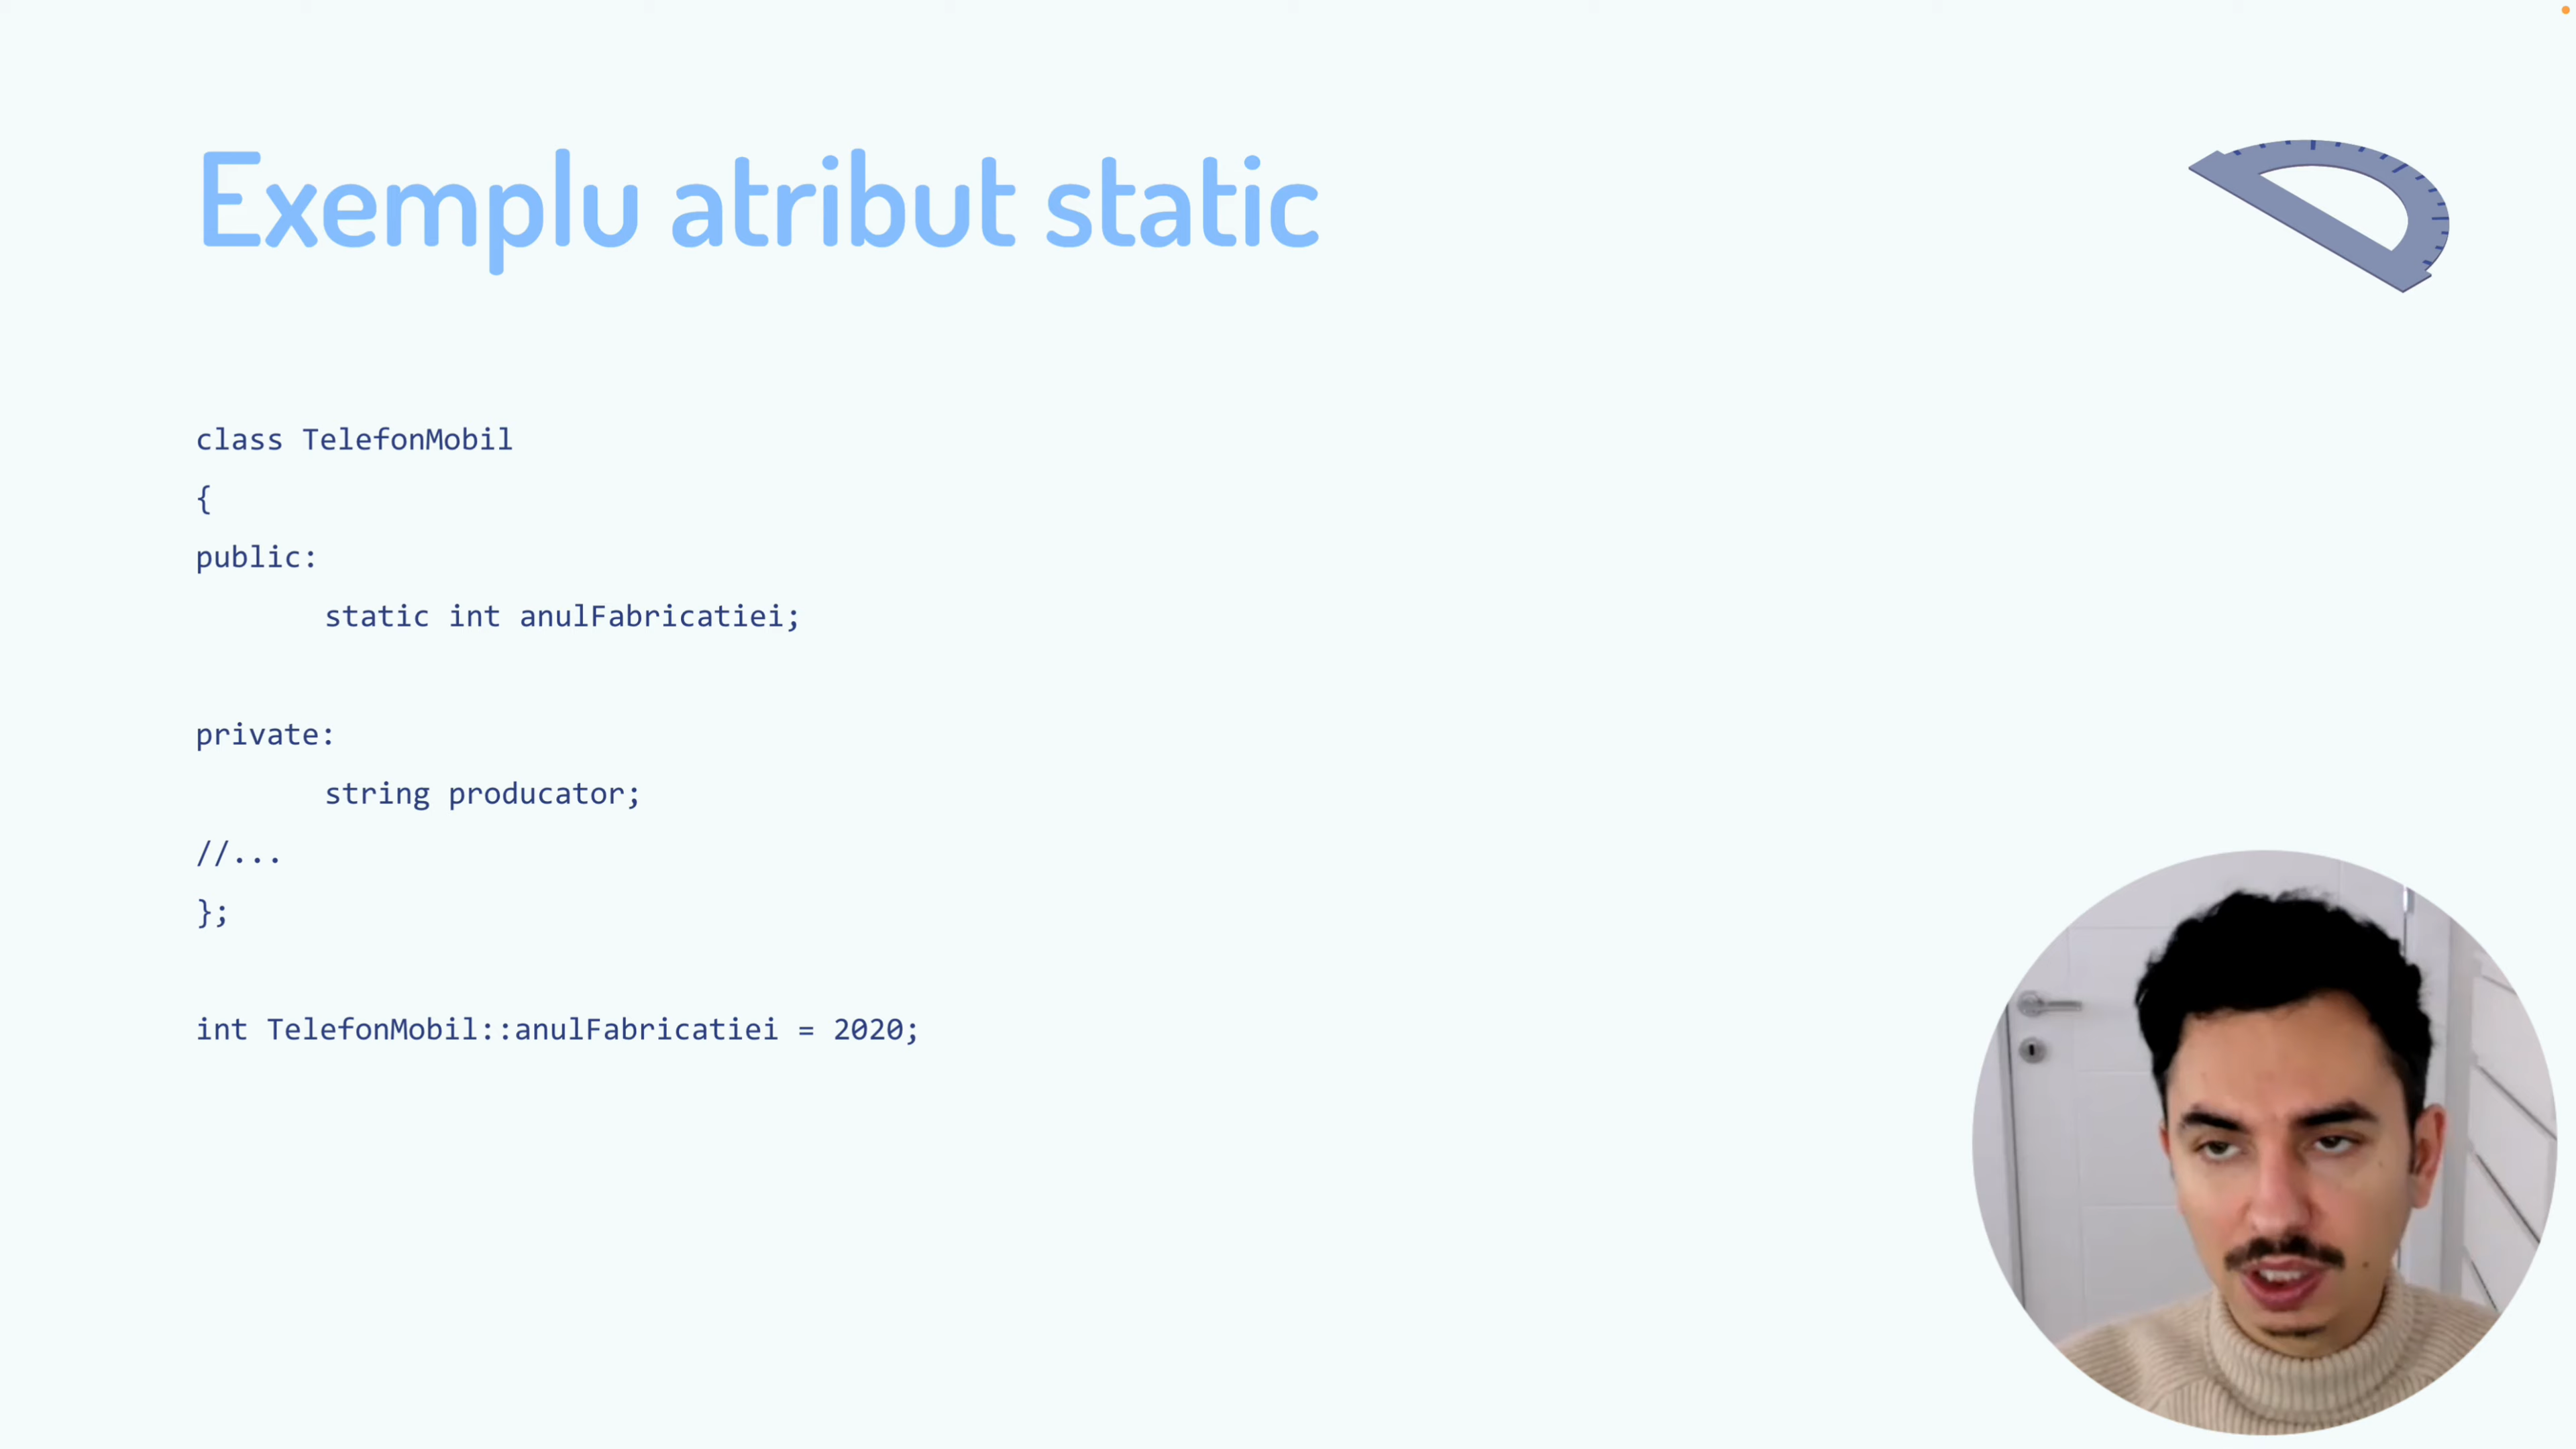 Exemplu atribut static
class TelefonMobil
{
public:
static int anulFabricatiei;
private:
string producator;
//...
};
int TelefonMobil::anulFabricatiei = 2020;